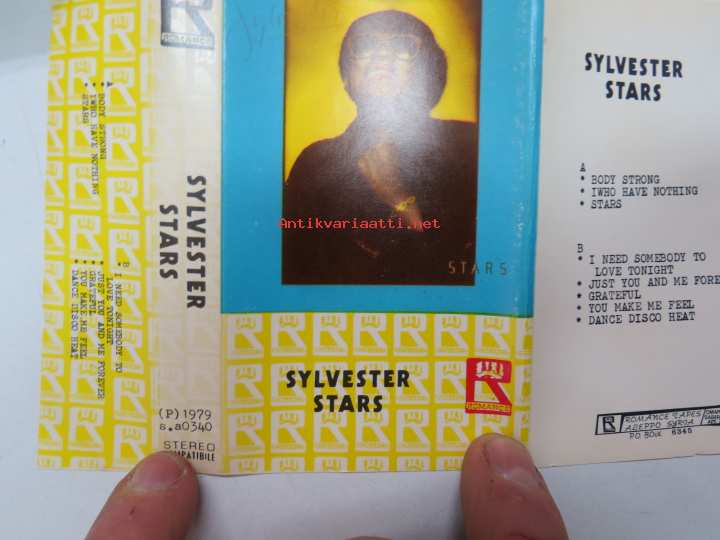 A
* BODY STRONG
* IWHO HAVE NOTHING
* STARS
B
* I NEED SOMEBODY TO
LOVE TONIGHT
* JUST YOU AND ME FOREVER
* GRATEFUL
* YOU MAKE ME FEEL
* DANCE DISCO HEAT
R
ROMANCE
SYLVESTER
STARS
(P)1979
s.a0340
STEREO
STARS
Antikvariaatti.net
SYLVESTER
STARS
R
ROMANCE
SYLVESTER
STARS
A
* BODY STRONG
* IWHO HAVE NOTHING
* STARS
B
* I NEED SOMEBODY TO
LOVE TONIGHT
* JUST YOU AND ME FORE
* GRATEFUL
* YOU MAKE ME FEEL
* DANCE DISCO HEAT
R
ROMANCE TAPES
PO BOX 6345